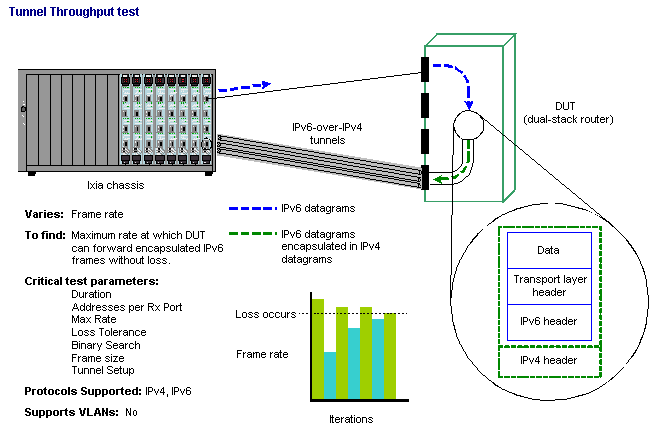 Tunnel Throughput test
IPv6-over-IPv4
tunnels
DUT
(dual-stack router)
Ixia chassis
Varies: Frame rate
To find: Maximum rate at which DUT
can forward encapsulated IPv6
frames without loss.
Critical test parameters:
Duration
Addresses per Rx Port
Max Rate
Loss Tolerance
Binary Search
Frame size
Tunnel Setup
Protocols Supported: IPv4, IPv6
Supports VLANs: No
IPv6 datagrams
IPv6 datagrams
encapsulated in IPv4
datagrams
Loss occurs
Frame rate
Iterations
Data
Transport layer
header
IPv6 header
IPv4 header